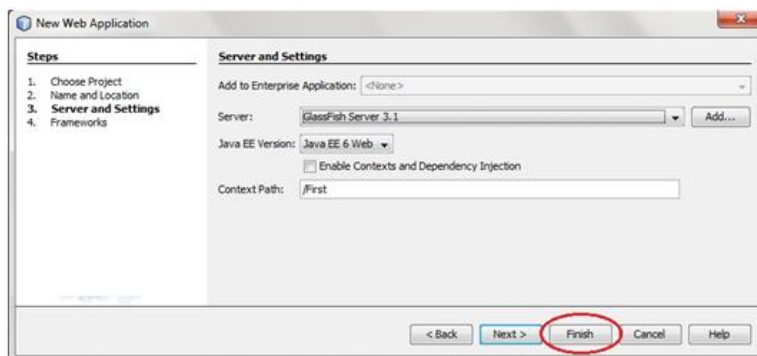 New Web Application
Steps
1. Choose Project
2. Name and Location
3. Server and Settings
4. Frameworks
Server and Settings
Add to Enterprise Application: <None>
Server: GlassFish Server 3.1 Add...
Java EE Version: Java EE 6 Web
Enable Contexts and Dependency Injection
Context Path: /First
< Back Next > Finish Cancel Help